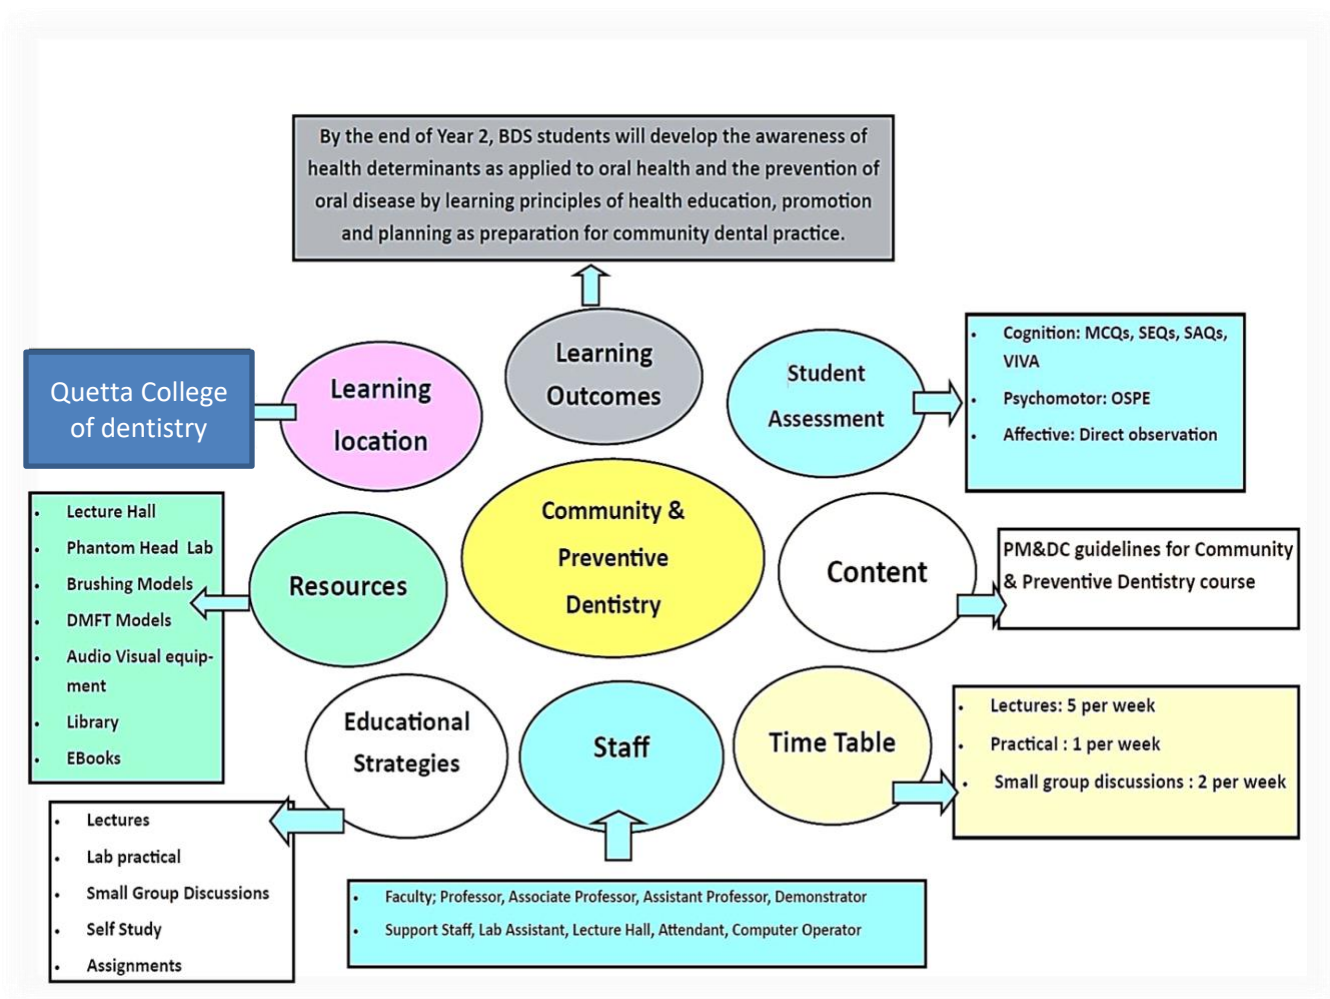 By the end of Year 2, BDS students will develop the awareness of
health determinants as applied to oral health and the prevention of
oral disease by learning principles of health education, promotion
and planning as preparation for community dental practice.
Learning
Outcomes
Student
Assessment
• Cognition: MCQs, SEQs, SAQs,
VIVA
• Psychomotor: OSPE
• Affective: Direct observation
Quetta College
of dentistry
Learning
location
Community &
Preventive
Dentistry
Content
PM&DC guidelines for Community
& Preventive Dentistry course
Resources
• Lecture Hall
• Phantom Head Lab
• Brushing Models
• DMFT Models
• Audio Visual equip-
ment
• Library
• EBooks
Educational
Strategies
• Lectures
• Lab practical
• Small Group Discussions
• Self Study
• Assignments
Staff
• Faculty; Professor, Associate Professor, Assistant Professor, Demonstrator
• Support Staff, Lab Assistant, Lecture Hall, Attendant, Computer Operator
Time Table
• Lectures: 5 per week
• Practical : 1 per week
• Small group discussions : 2 per week